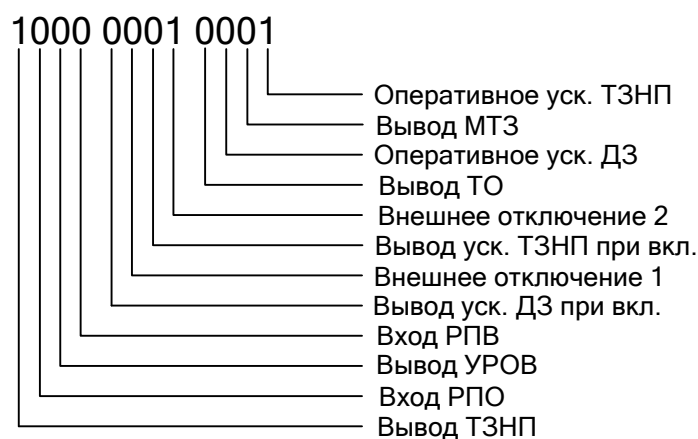 1000 0001 0001
Оперативное уск. ТЗНП
Вывод МТЗ
Оперативное уск. ДЗ
Вывод ТО
Внешнее отключение 2
Вывод уск. ТЗНП при вкл.
Внешнее отключение 1
Вывод уск. ДЗ при вкл.
Вход РПВ
Вывод УРОВ
Вход РПО
Вывод ТЗНП